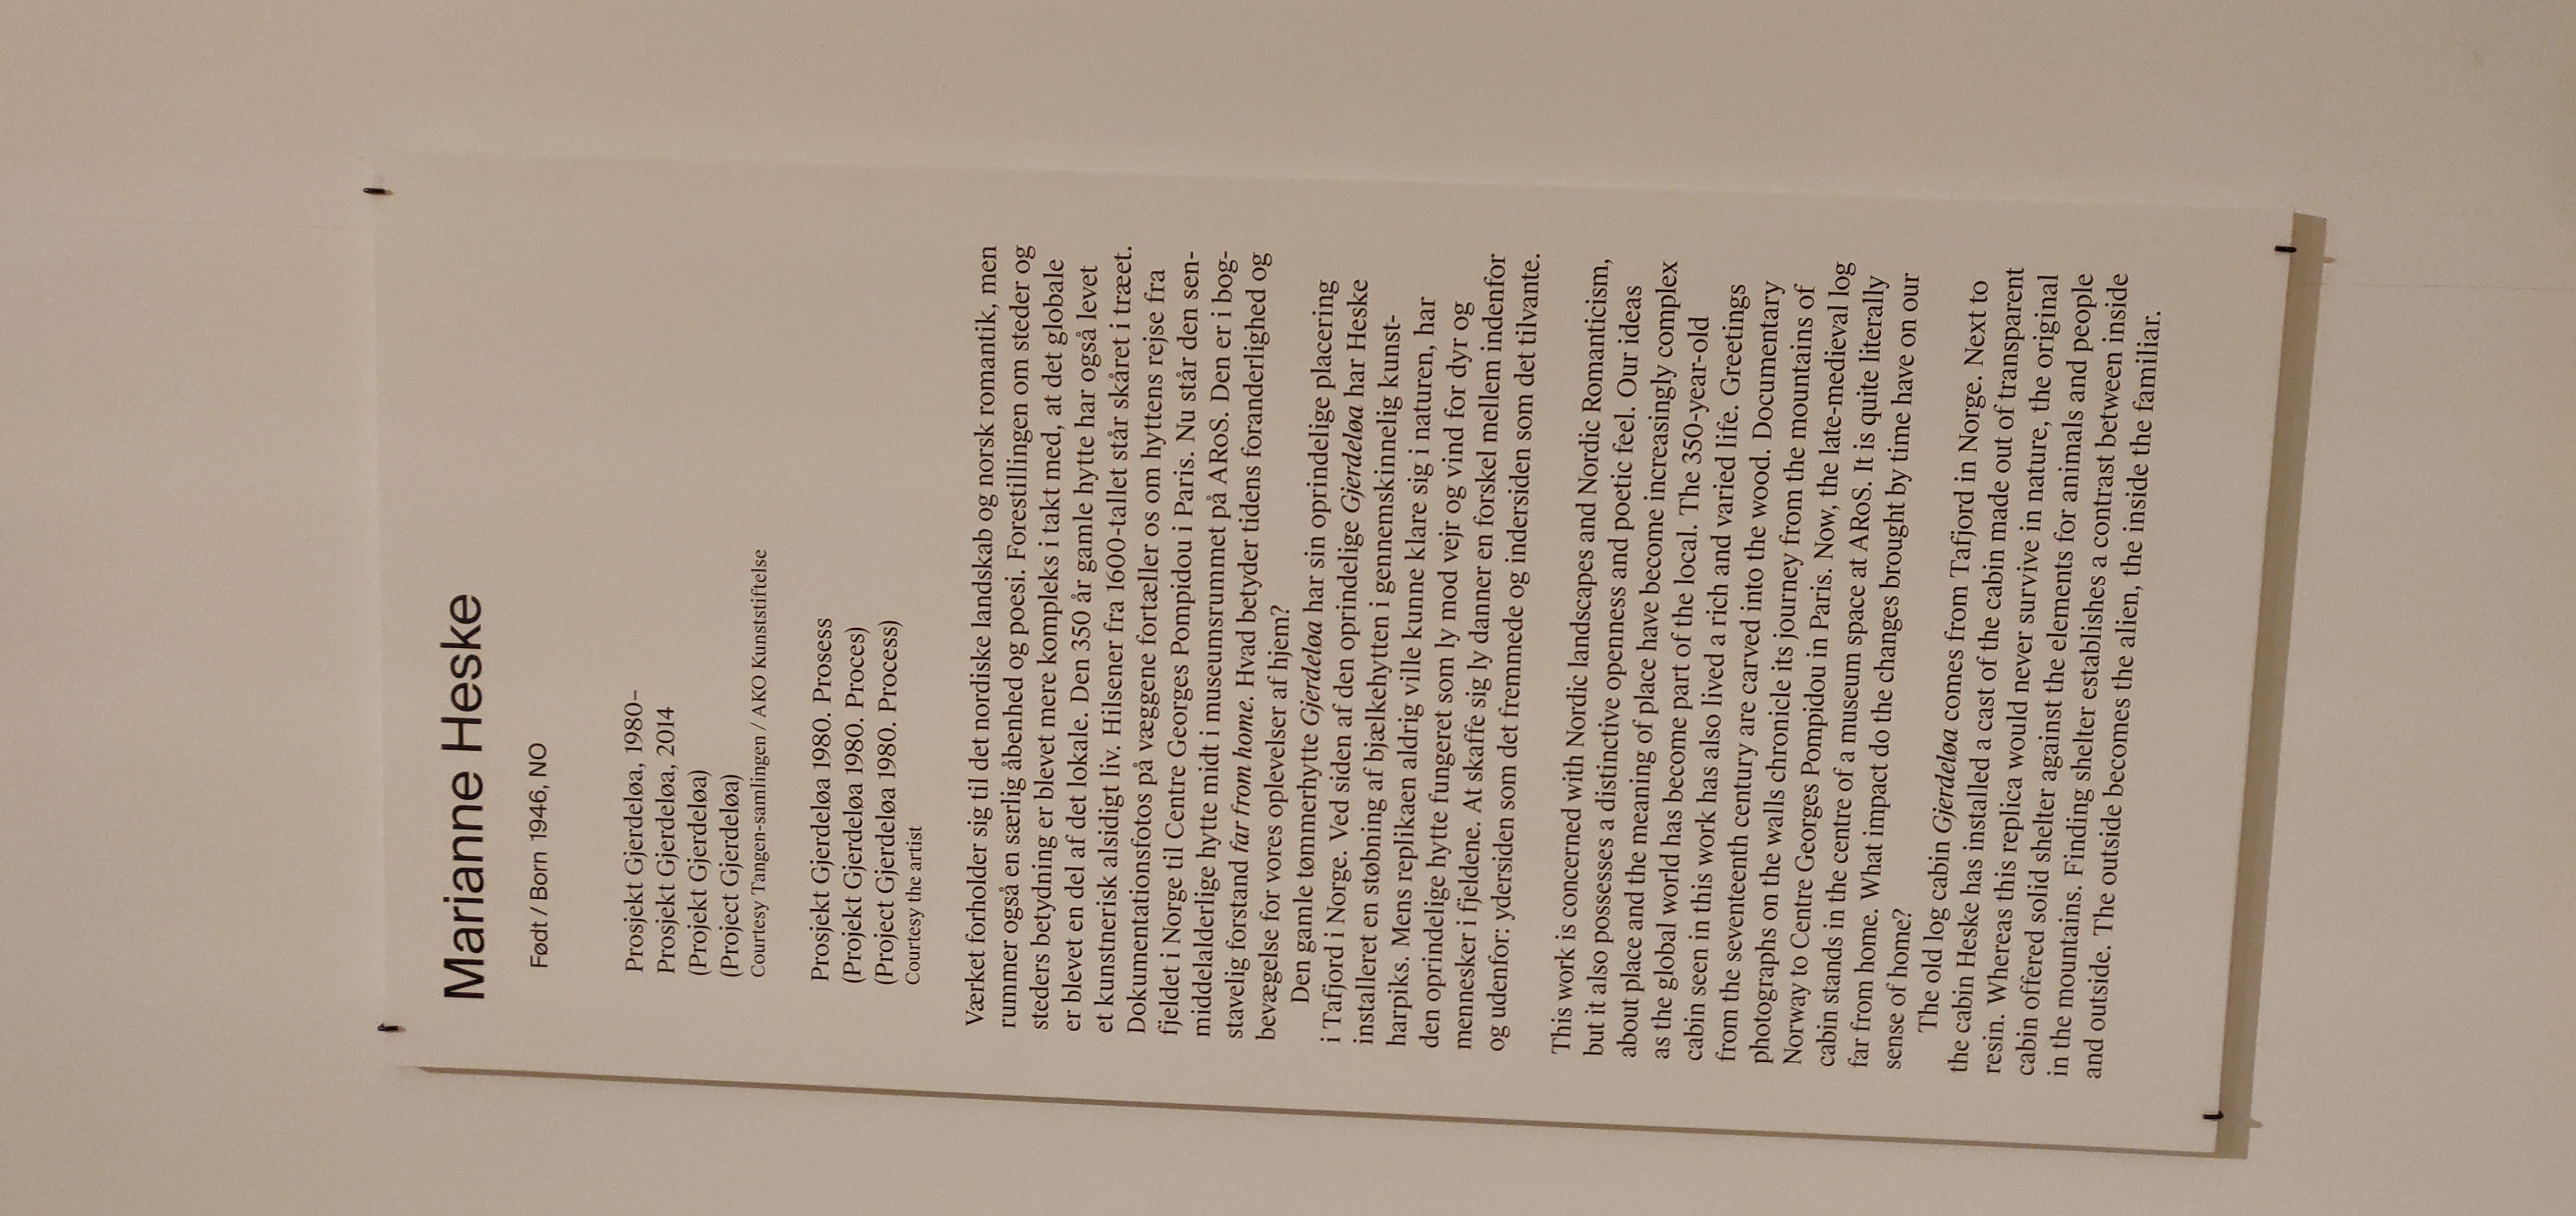 Marianne Heske
Født / Born 1946, NO
Prosjekt Gjerdeløa, 1980–
Prosjekt Gjerdeløa, 2014
(Projekt Gjerdeløa)
(Project Gjerdeløa)
Courtesy Tangen-samlingen / AKO Kunststiftelse
Prosjekt Gjerdeløa 1980. Prosess
(Projekt Gjerdeløa 1980. Proces)
(Project Gjerdeløa 1980. Process)
Courtesy the artist
Værket forholder sig til det nordiske landskab og norsk romantik, men
rummer også en særlig åbenhed og poesi. Forestillingen om steder og
steders betydning er blevet mere kompleks i takt med, at det globale
er blevet en del af det lokale. Den 350 år gamle hytte har også levet
et kunstnerisk alsidigt liv. Hilsener fra 1600-tallet står skåret i træet.
Dokumentationsfotos på væggene fortæller os om hyttens rejse fra
fjeldet i Norge til Centre Georges Pompidou i Paris. Nu står den sen-
middelalderlige hytte midt i museumsrummet på ARoS. Den er i bog-
stavelig forstand far from home. Hvad betyder tidens foranderlighed og
bevægelse for vores oplevelser af hjem?
Den gamle tømmerhytte Gjerdeløa har sin oprindelige placering
i Tafjord i Norge. Ved siden af den oprindelige Gjerdeløa har Heske
installeret en støbning af bjælkehytten i gennemskinnelig kunst-
harpiks. Mens replikaen aldrig ville kunne klare sig i naturen, har
den oprindelige hytte fungeret som ly mod vejr og vind for dyr og
mennesker i fjeldene. At skaffe sig ly danner en forskel mellem indenfor
og udenfor: ydersiden som det fremmede og indersiden som det tilvante.
This work is concerned with Nordic landscapes and Nordic Romanticism,
but it also possesses a distinctive openness and poetic feel. Our ideas
about place and the meaning of place have become increasingly complex
as the global world has become part of the local. The 350-year-old
cabin seen in this work has also lived a rich and varied life. Greetings
from the seventeenth century are carved into the wood. Documentary
photographs on the walls chronicle its journey from the mountains of
Norway to Centre Georges Pompidou in Paris. Now, the late-medieval log
cabin stands in the centre of a museum space at ARoS. It is quite literally
far from home. What impact do the changes brought by time have on our
sense of home?
The old log cabin Gjerdeløa comes from Tafjord in Norge. Next to
the cabin Heske has installed a cast of the cabin made out of transparent
resin. Whereas this replica would never survive in nature, the original
cabin offered solid shelter against the elements for animals and people
in the mountains. Finding shelter establishes a contrast between inside
and outside. The outside becomes the alien, the inside the familiar.